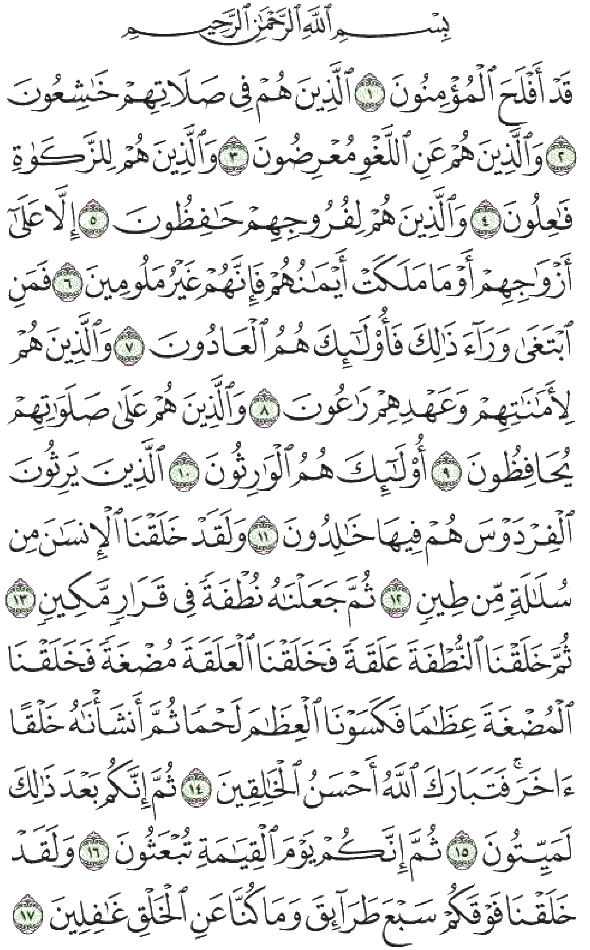 بِسْمِ ٱللَّهِ ٱلرَّحْمَٰنِ ٱلرَّحِيمِ
قَدْ أَفْلَحَ ٱلْمُؤْمِنُونَ ١ ٱلَّذِينَ هُمْ فِى صَلَاتِهِمْ خَٰشِعُونَ
٢ وَٱلَّذِينَ هُمْ عَنِ ٱللَّغْوِ مُعْرِضُونَ ٣ وَٱلَّذِينَ هُمْ لِلزَّكَوٰةِ
فَٰعِلُونَ ٤ وَٱلَّذِينَ هُمْ لِفُرُوجِهِمْ حَٰفِظُونَ ٥ إِلَّا عَلَىٰٓ
أَزْوَٰجِهِمْ أَوْ مَا مَلَكَتْ أَيْمَٰنُهُمْ فَإِنَّهُمْ غَيْرُ مَلُومِينَ ٦ فَمَنِ
ٱبْتَغَىٰ وَرَآءَ ذَٰلِكَ فَأُو۟لَٰٓئِكَ هُمُ ٱلْعَادُونَ ٧ وَٱلَّذِينَ هُمْ
لِأَمَٰنَٰتِهِمْ وَعَهْدِهِمْ رَٰعُونَ ٨ وَٱلَّذِينَ هُمْ عَلَىٰ صَلَوَٰتِهِمْ
يُحَافِظُونَ ٩ أُو۟لَٰٓئِكَ هُمُ ٱلْوَٰرِثُونَ ١٠ ٱلَّذِينَ يَرِثُونَ
ٱلْفِرْدَوْسَ هُمْ فِيهَا خَٰلِدُونَ ١١ وَلَقَدْ خَلَقْنَا ٱلْإِنسَٰنَ مِن
سُلَٰلَةٍ مِّن طِينٍ ١٢ ثُمَّ جَعَلْنَٰهُ نُطْفَةً فِى قَرَارٍ مَّكِينٍ ١٣
ثُمَّ خَلَقْنَا ٱلنُّطْفَةَ عَلَقَةً فَخَلَقْنَا ٱلْعَلَقَةَ مُضْغَةً فَخَلَقْنَا
ٱلْمُضْغَةَ عِظَٰمًا فَكَسَوْنَا ٱلْعِظَٰمَ لَحْمًا ثُمَّ أَنشَأْنَٰهُ خَلْقًا
ءَاخَرَ ۚ فَتَبَارَكَ ٱللَّهُ أَحْسَنُ ٱلْخَٰلِقِينَ ١٤ ثُمَّ إِنَّكُم بَعْدَ ذَٰلِكَ
لَمَيِّتُونَ ١٥ ثُمَّ إِنَّكُمْ يَوْمَ ٱلْقِيَٰمَةِ تُبْعَثُونَ ١٦ وَلَقَدْ
خَلَقْنَا فَوْقَكُمْ سَبْعَ طَرَآئِقَ وَمَا كُنَّا عَنِ ٱلْخَلْقِ غَٰفِلِينَ ١٧